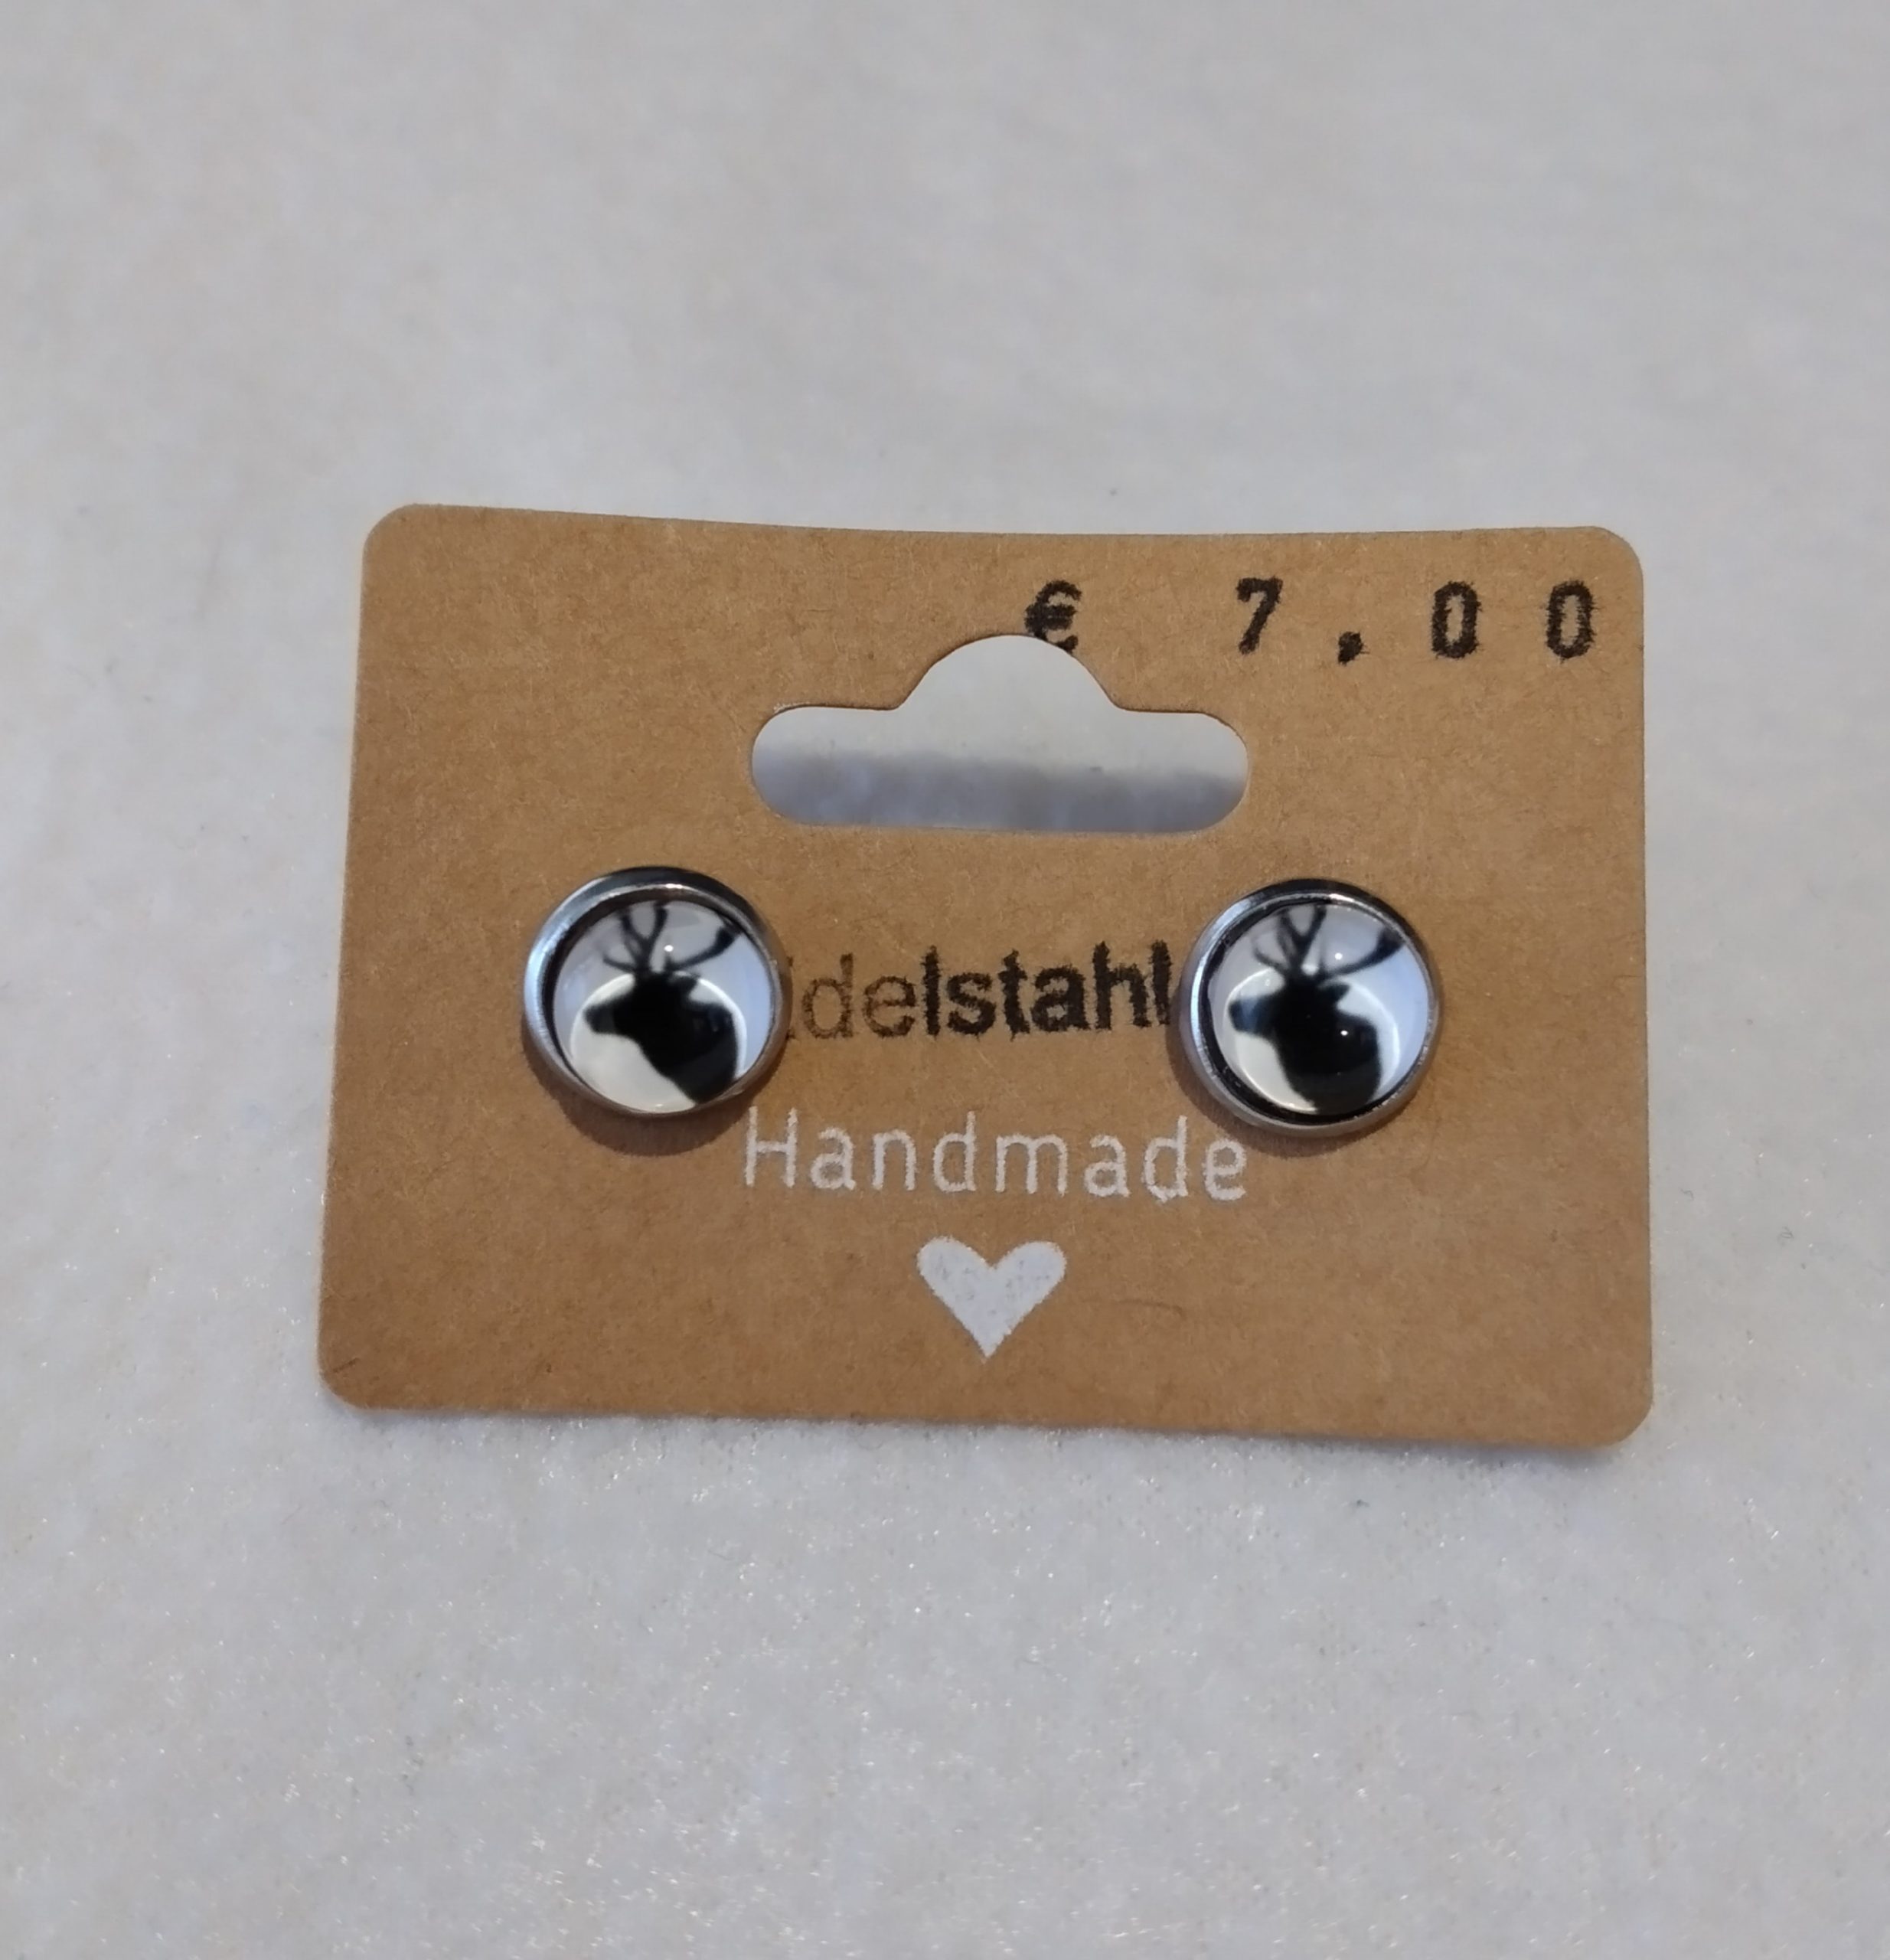 € 7,00
delstahl
Handmade